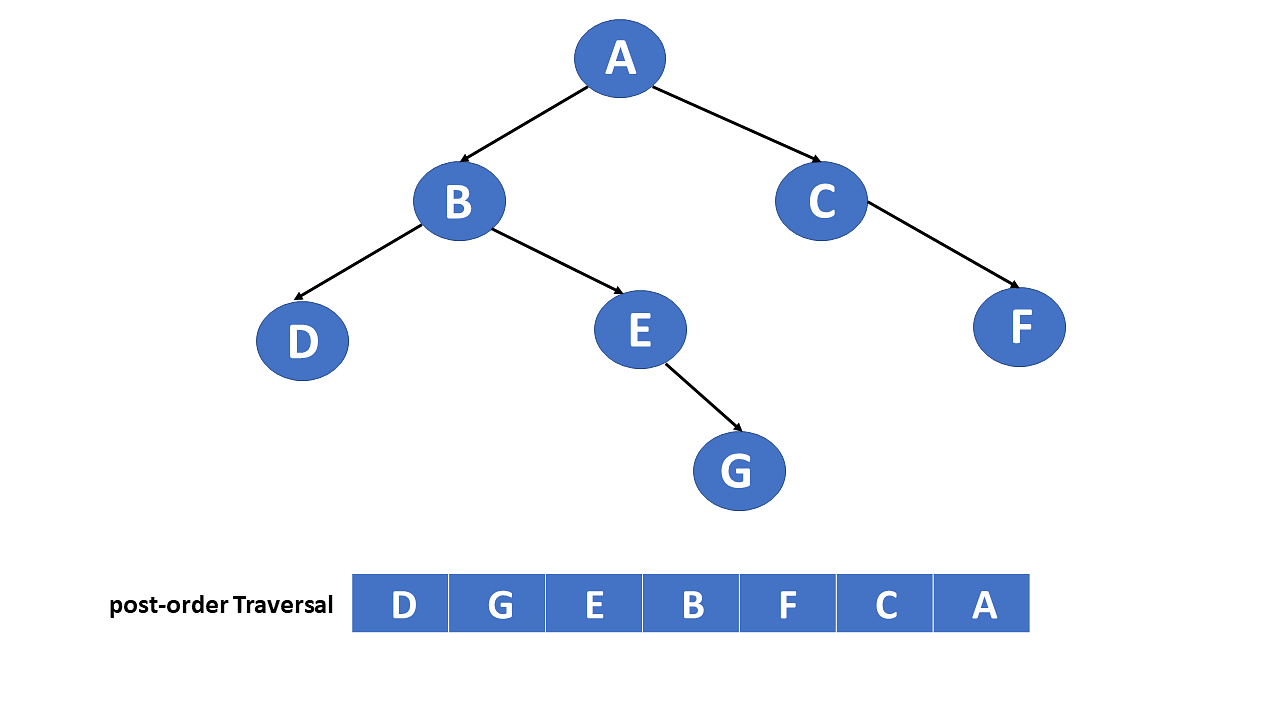 A
B C
D E F
G
post-order Traversal D G E B F C A